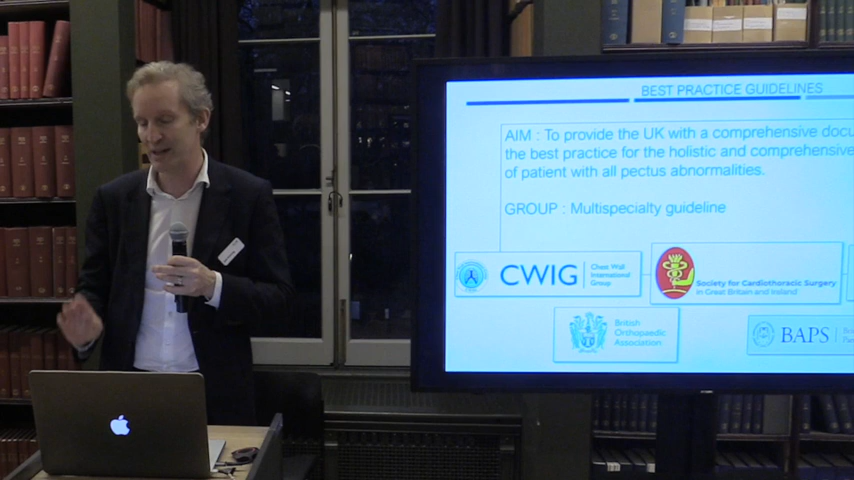 BEST PRACTICE GUIDELINES
AIM : To provide the UK with a comprehensive docu
the best practice for the holistic and comprehensive
of patient with all pectus abnormalities.
GROUP : Multispecialty guideline
CWIG
Chest Wall
International
Group
Society for Cardiothoracic Surgery
in Great Britain and Ireland
British
Orthopaedic
Association
BAPS